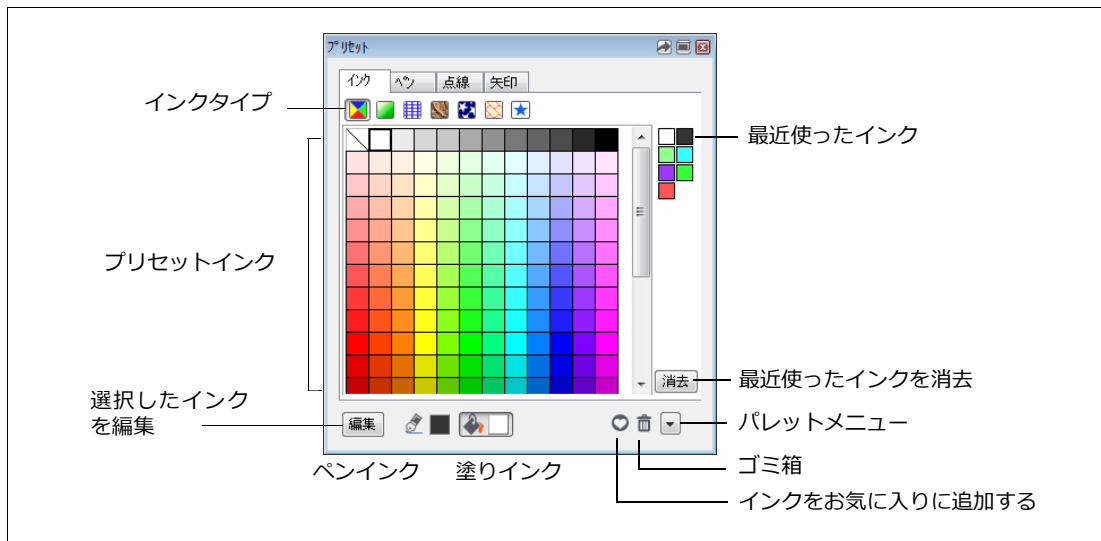 プリセット
インク ペン 点線 矢印
インクタイプ
最近使ったインク
プリセットインク
消去
最近使ったインクを消去
選択したインク
を編集
編集
パレットメニュー
ペンインク 塗りインク
ゴミ箱
インクをお気に入りに追加する